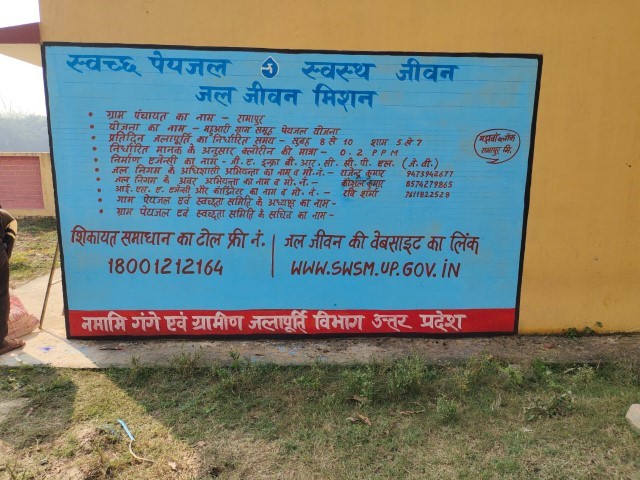 स्वच्छ पेयजल स्वस्थ जीवन
जल जीवन मिशन
• ग्राम पंचायत का नाम – रामापुर
• योजना का नाम – मडुआरी ग्राम समूह पेयजल योजना
• प्रतिदिन जलापूर्ति का निर्धारित समय – सुबह 8 से 10 शाम 5 से 7
• निर्धारित मानक के अनुसार क्लोरिन की मात्रा – 0.2 PPM
• निर्माण एजेन्सी का नाम – जी. ए. इन्फ्रा बी. आर. सी. सी. पी. एल. (जे. वी.)
• जल निगम के अधिशासी अभियन्ता का नाम व मो. नं. – राजेन्द्र कुमार 9473942677
• जल निगम के अवर अभियन्ता का नाम व मो. नं. – कौशल कुमार 8574279865
• आई. एस. ए. एजेन्सी और कोर्डिनेटर का नाम व मो. नं. – रवि शर्मा 7611822528
• ग्राम पेयजल एवं स्वच्छता समिति के अध्यक्ष का नाम –
• ग्राम पेयजल एवं स्वच्छता समिति के सचिव का नाम –
रामापुर मि.
शिकायत समाधान का टोल फ्री नं.
18001212164
जल जीवन की वेबसाइट का लिंक
WWW.SWSM.UP.GOV.IN
नमामि गंगे एवं ग्रामीण जलापूर्ति विभाग उत्तर प्रदेश